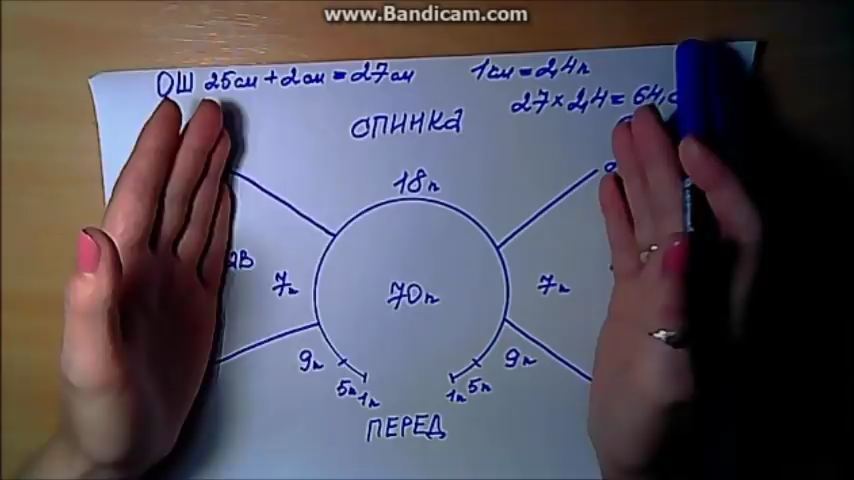 www.Bandicam.com
ОШ 25см + 2см = 27см 1см = 2,4п
27 × 2,4 = 64,
СПИНКА
18п
7п 70п 7п
9п 9п
5п 1п 1п 5п
ПЕРЕД